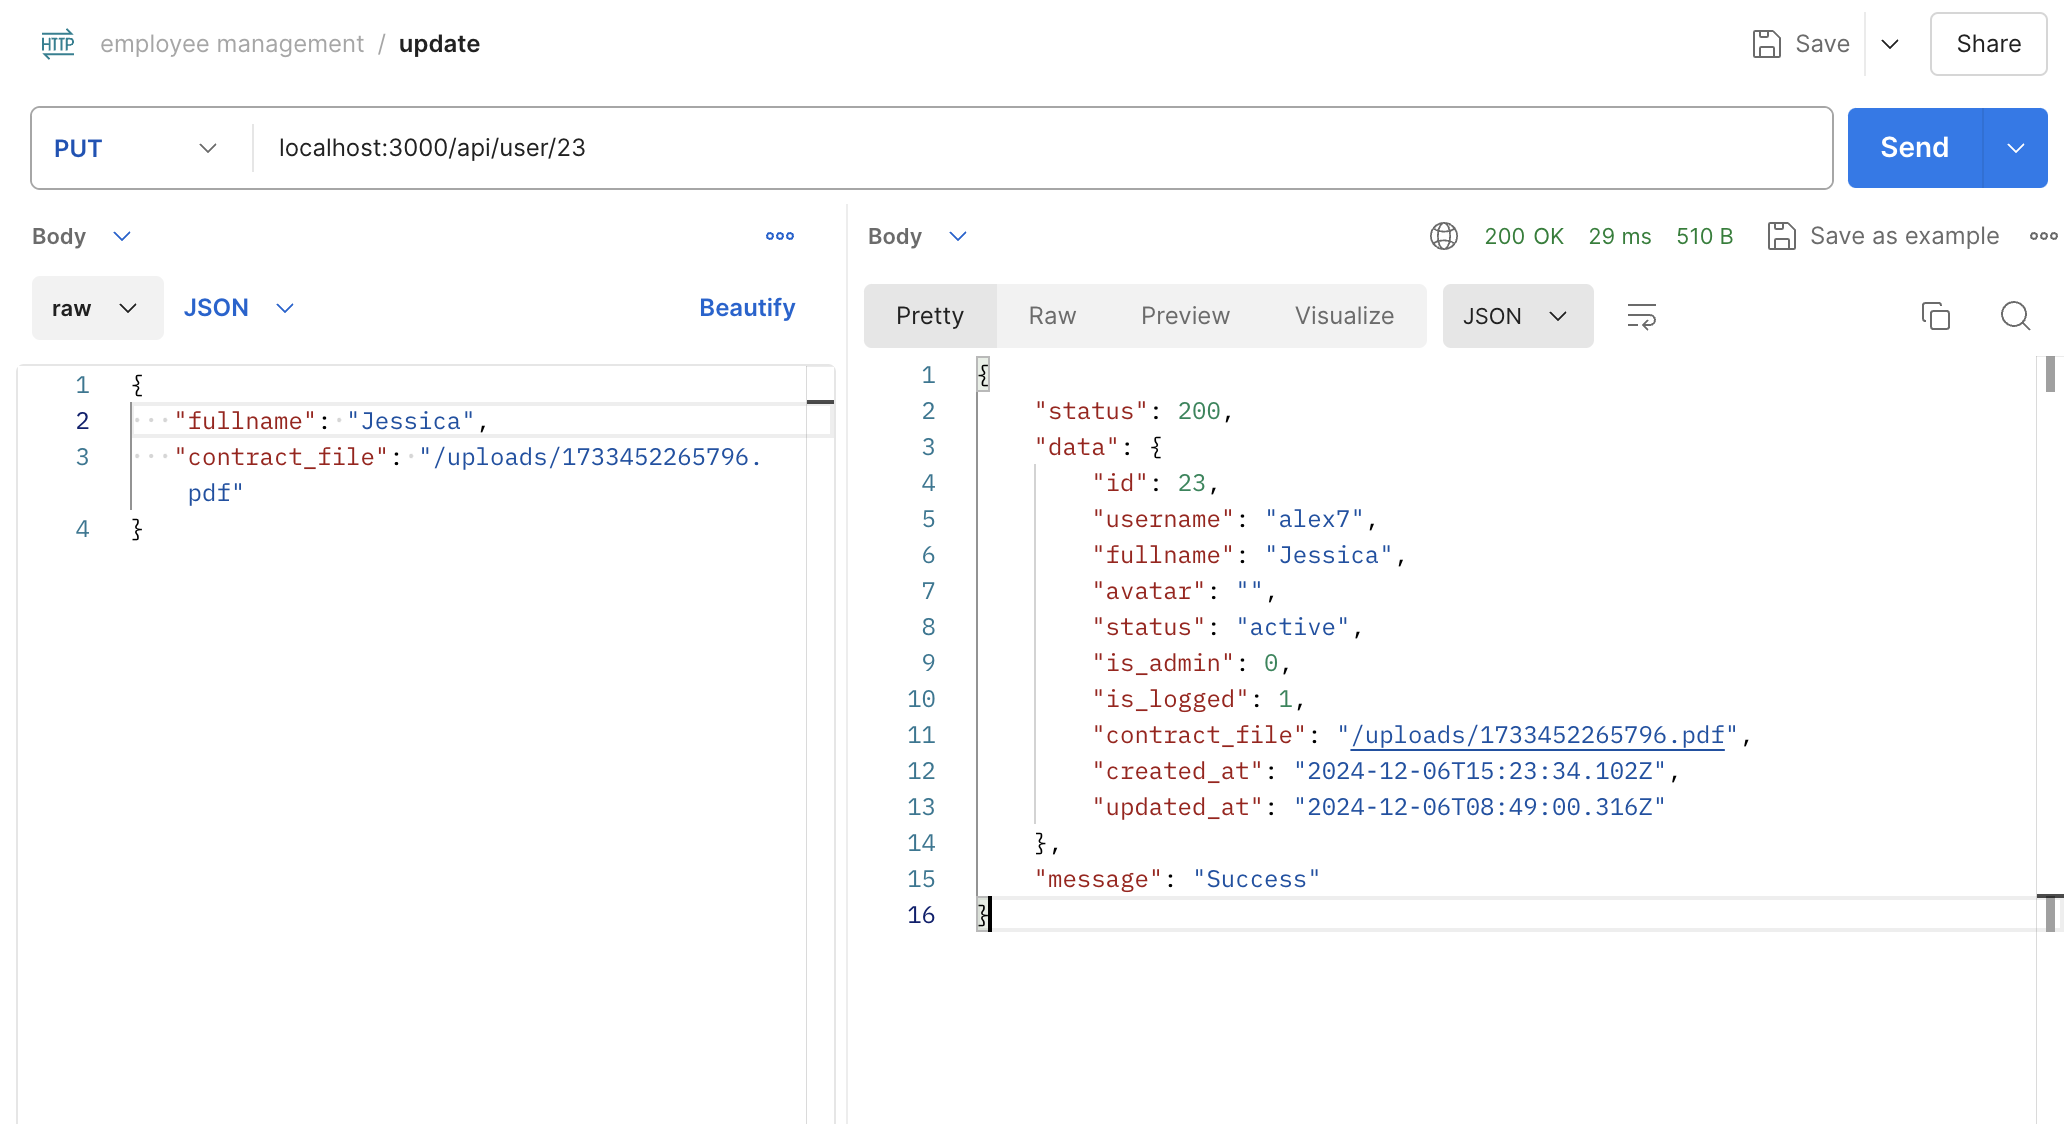 HTTP employee management / update Save Share
PUT localhost:3000/api/user/23 Send
Body
raw JSON Beautify
1 {
2 "fullname": "Jessica",
3 "contract_file": "/uploads/1733452265796.
pdf"
4 }
Body 200 OK 29 ms 510 B Save as example
Pretty Raw Preview Visualize JSON
1 {
2 "status": 200,
3 "data": {
4 "id": 23,
5 "username": "alex7",
6 "fullname": "Jessica",
7 "avatar": "",
8 "status": "active",
9 "is_admin": 0,
10 "is_logged": 1,
11 "contract_file": "/uploads/1733452265796.pdf",
12 "created_at": "2024-12-06T15:23:34.102Z",
13 "updated_at": "2024-12-06T08:49:00.316Z"
14 },
15 "message": "Success"
16 }